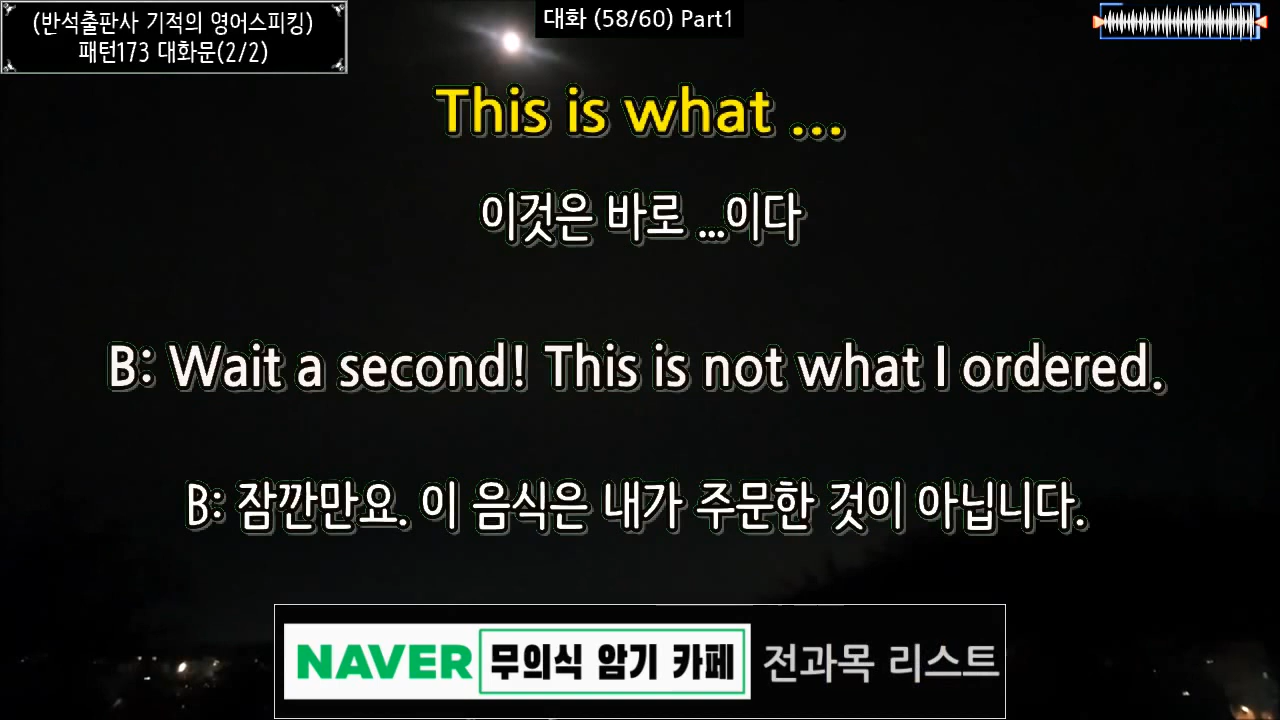 (반석출판사 기적의 영어스피킹)
패턴173 대화문(2/2)
대화 (58/60) Part1
This is what ...
이것은 바로 ...이다
B: Wait a second! This is not what I ordered.
B: 잠깐만요. 이 음식은 내가 주문한 것이 아닙니다.
NAVER 무의식 암기 카페 전과목 리스트